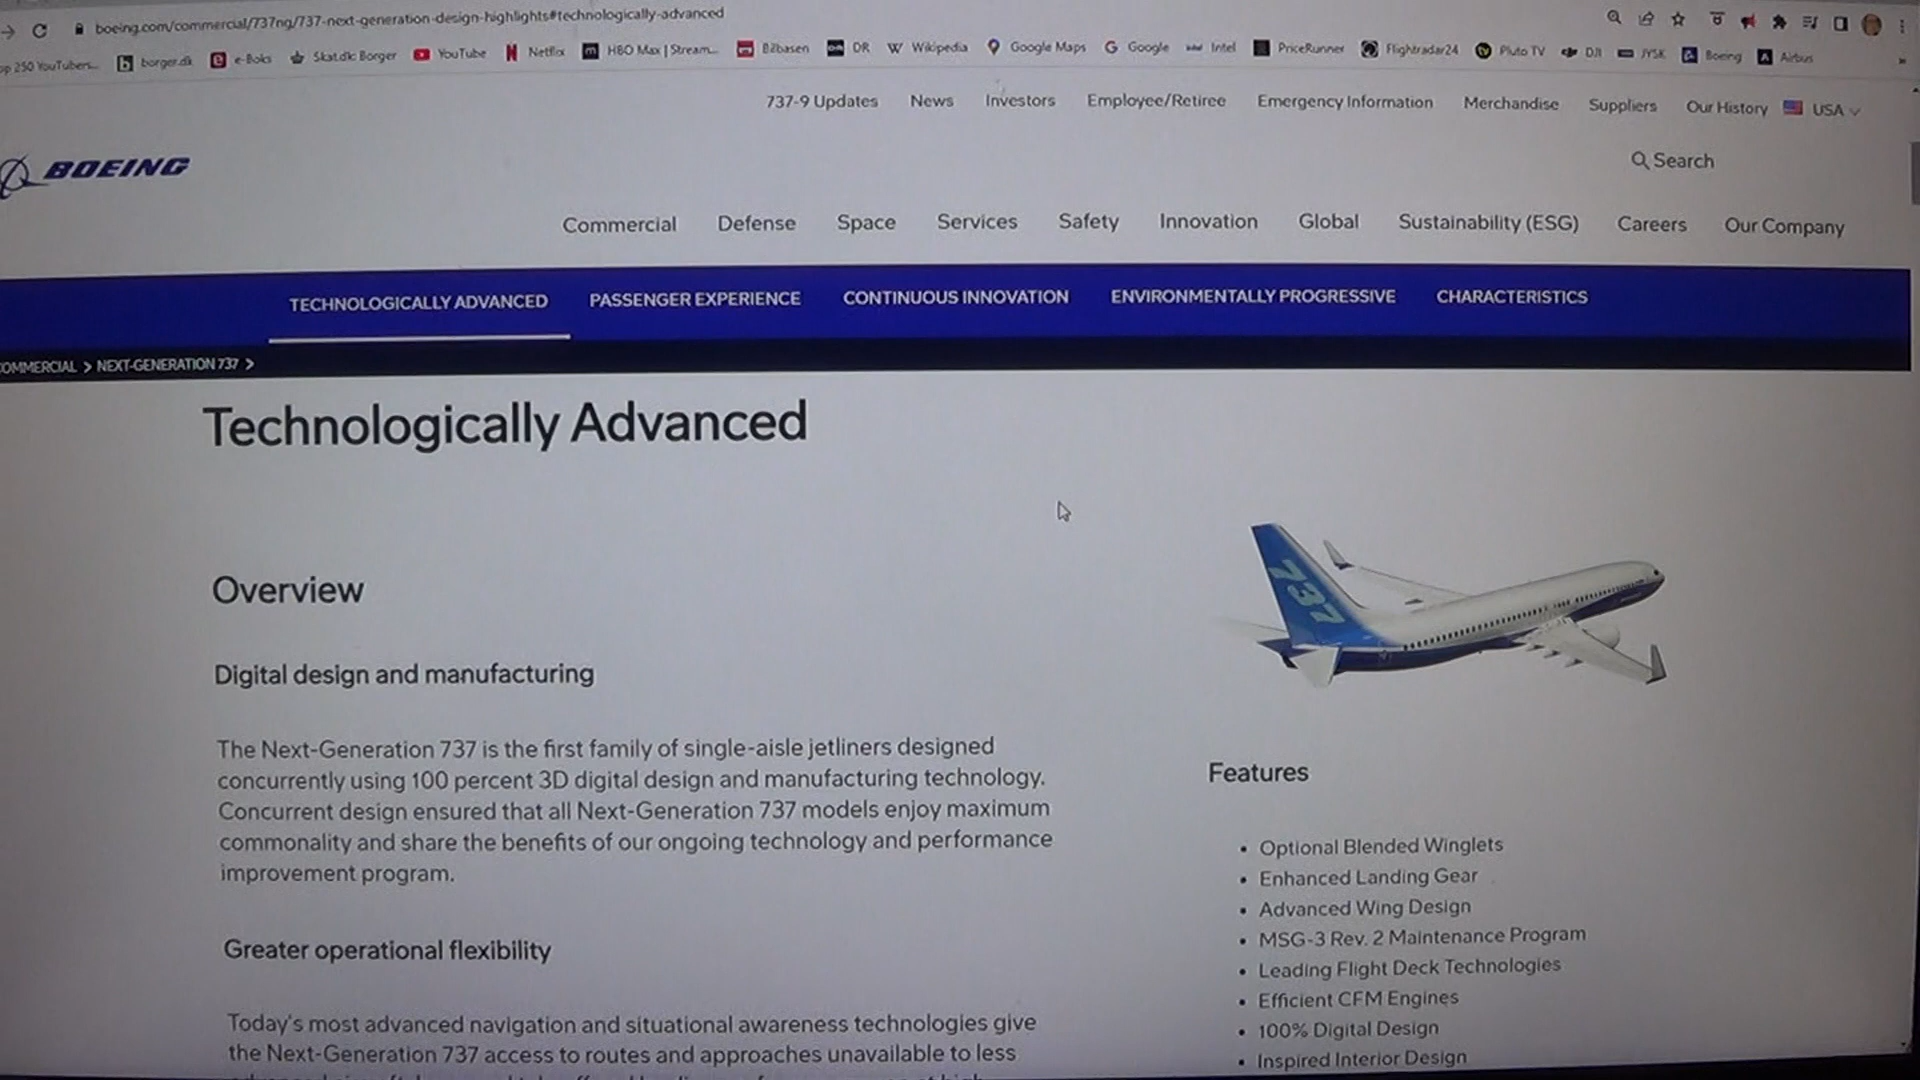 boeing.com/commercial/737ng/737-next-generation-design-highlights#technologically-advanced
op 250 YouTubers... borger.dk e-Boks Skat.dk: Borger YouTube Netflix HBO Max | Stream... Bilbasen DR Wikipedia Google Maps Google Intel PriceRunner Flightradar24 Pluto TV DJI JYSK Boeing Airbus
737-9 Updates News Investors Employee/Retiree Emergency Information Merchandise Suppliers Our History USA
BOEING
Search
Commercial Defense Space Services Safety Innovation Global Sustainability (ESG) Careers Our Company
TECHNOLOGICALLY ADVANCED PASSENGER EXPERIENCE CONTINUOUS INNOVATION ENVIRONMENTALLY PROGRESSIVE CHARACTERISTICS
OMMERCIAL > NEXT-GENERATION 737 >
Technologically Advanced
Overview
Digital design and manufacturing
The Next-Generation 737 is the first family of single-aisle jetliners designed
concurrently using 100 percent 3D digital design and manufacturing technology.
Concurrent design ensured that all Next-Generation 737 models enjoy maximum
commonality and share the benefits of our ongoing technology and performance
improvement program.
Greater operational flexibility
Today's most advanced navigation and situational awareness technologies give
the Next-Generation 737 access to routes and approaches unavailable to less
737
Features
• Optional Blended Winglets
• Enhanced Landing Gear
• Advanced Wing Design
• MSG-3 Rev. 2 Maintenance Program
• Leading Flight Deck Technologies
• Efficient CFM Engines
• 100% Digital Design
• Inspired Interior Design